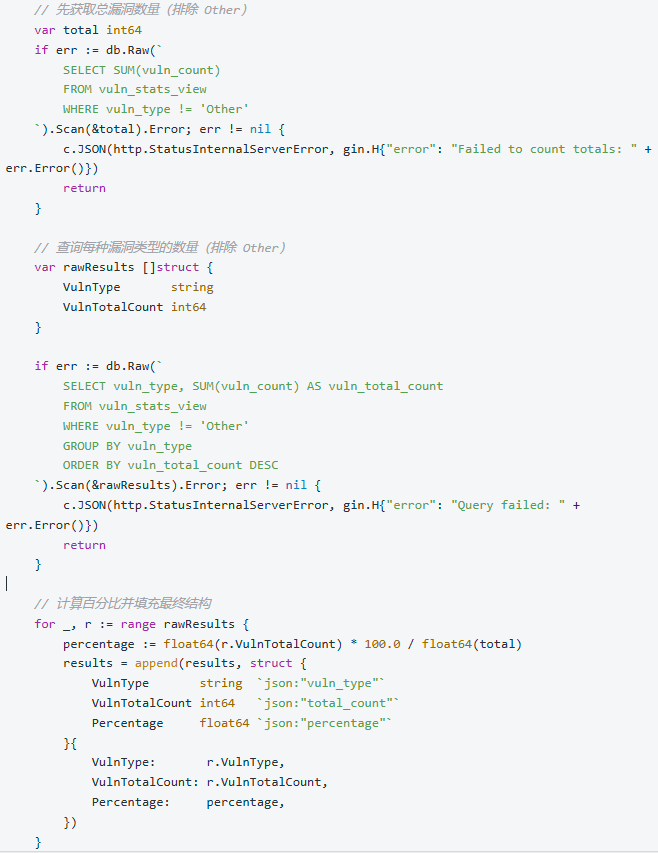 // 先获取总漏洞数量（排除 Other）
var total int64
if err := db.Raw(`
    SELECT SUM(vuln_count)
    FROM vuln_stats_view
    WHERE vuln_type != 'Other'
`).Scan(&total).Error; err != nil {
    c.JSON(http.StatusInternalServerError, gin.H{"error": "Failed to count totals: " +
err.Error()})
    return
}
// 查询每种漏洞类型的数量（排除 Other）
var rawResults []struct {
    VulnType       string
    VulnTotalCount int64
}
if err := db.Raw(`
    SELECT vuln_type, SUM(vuln_count) AS vuln_total_count
    FROM vuln_stats_view
    WHERE vuln_type != 'Other'
    GROUP BY vuln_type
    ORDER BY vuln_total_count DESC
`).Scan(&rawResults).Error; err != nil {
    c.JSON(http.StatusInternalServerError, gin.H{"error": "Query failed: " +
err.Error()})
    return
}
// 计算百分比并填充最终结构
for _, r := range rawResults {
    percentage := float64(r.VulnTotalCount) * 100.0 / float64(total)
    results = append(results, struct {
        VulnType       string  `json:"vuln_type"`
        VulnTotalCount int64   `json:"total_count"`
        Percentage     float64 `json:"percentage"`
    }{
        VulnType:       r.VulnType,
        VulnTotalCount: r.VulnTotalCount,
        Percentage:     percentage,
    })
}